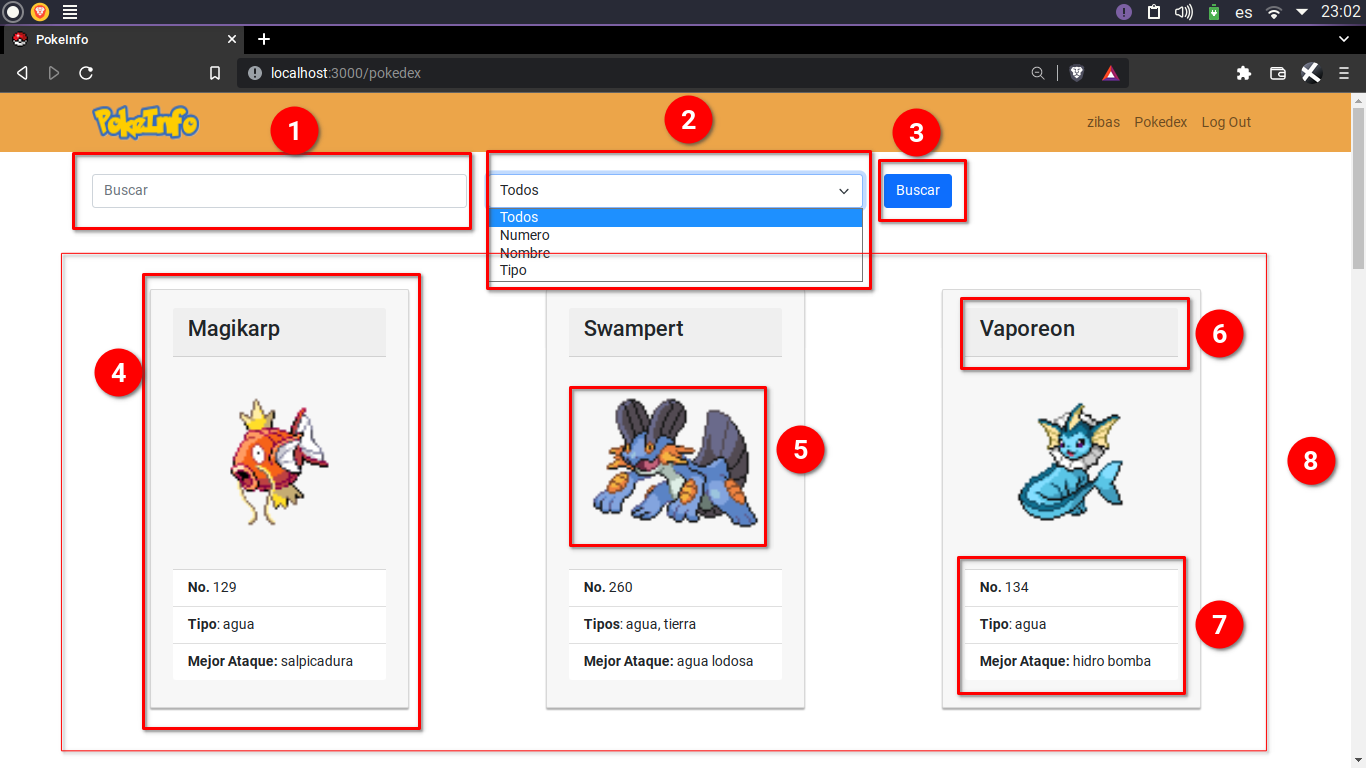 es
23:02
PokeInfo
localhost:3000/pokedex
PokeInfo
zibas Pokedex Log Out
1
2
3
Buscar
Todos
Buscar
Todos
Numero
Nombre
Tipo
4
Magikarp
No. 129
Tipo: agua
Mejor Ataque: salpicadura
Swampert
5
No. 260
Tipos: agua, tierra
Mejor Ataque: agua lodosa
Vaporeon
6
No. 134
Tipo: agua
Mejor Ataque: hidro bomba
7
8